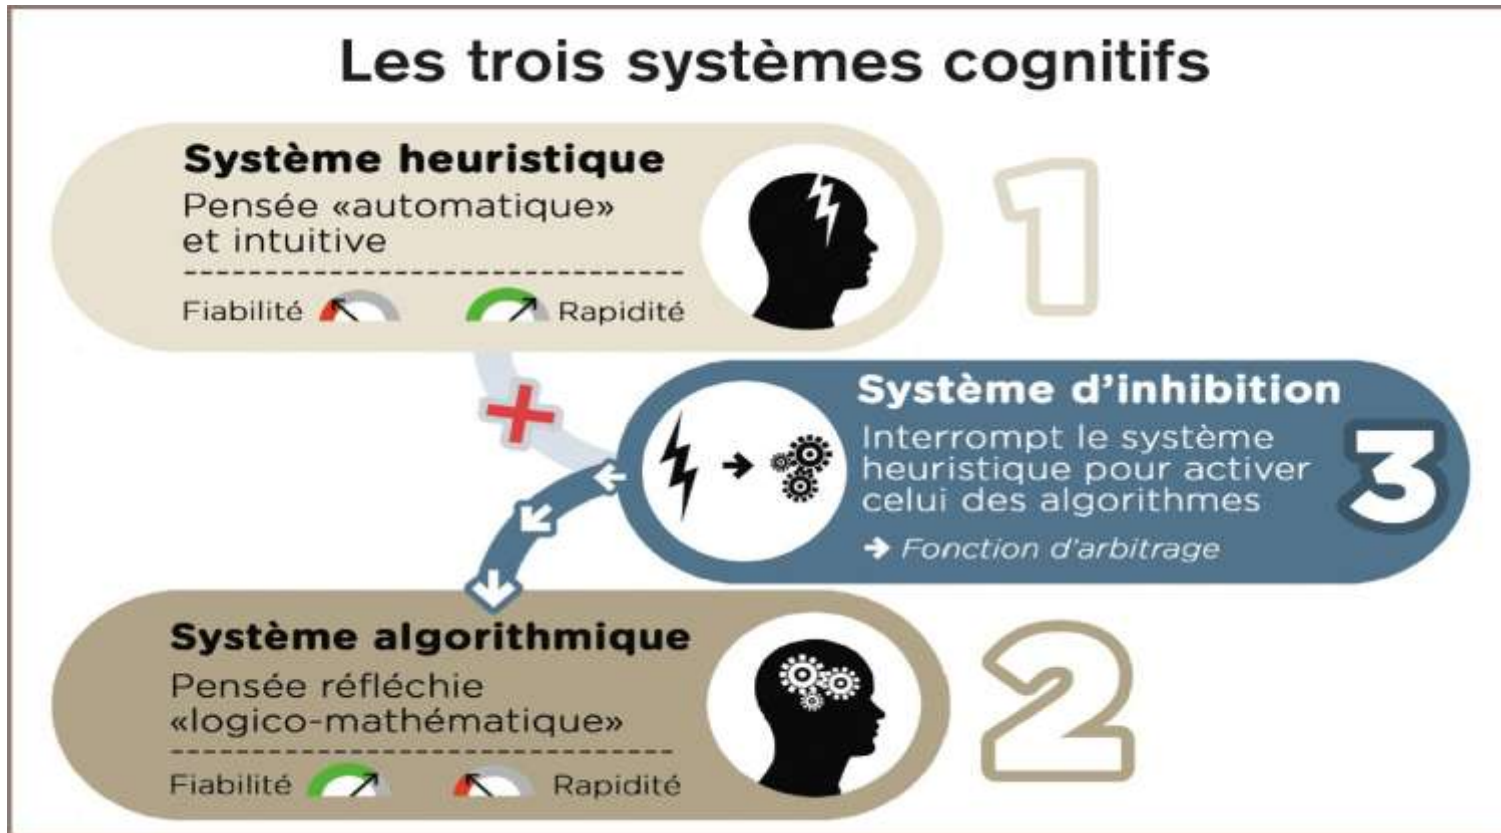 Les trois systèmes cognitifs
Système heuristique
Pensée «automatique»
et intuitive
Fiabilité Rapidité
1
Système d’inhibition
Interrompt le système
heuristique pour activer
celui des algorithmes
➔ Fonction d'arbitrage
3
Système algorithmique
Pensée réfléchie
«logico-mathématique»
Fiabilité Rapidité
2